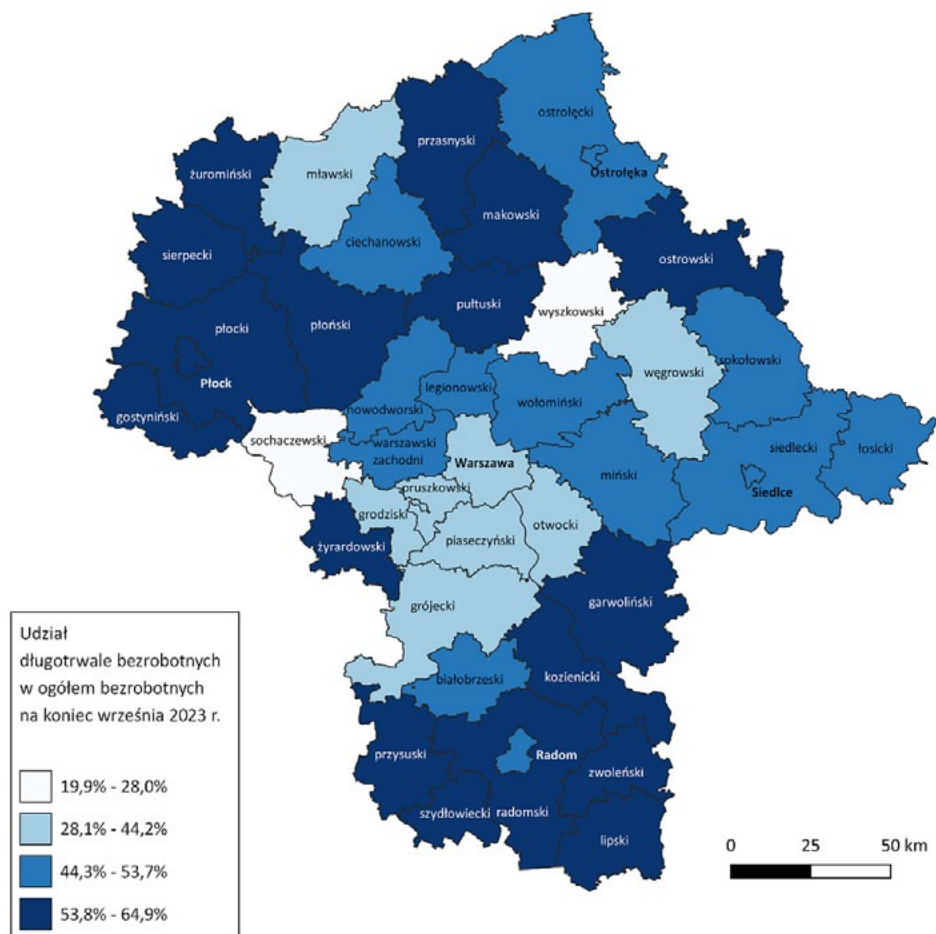 ostrołęcki
przasnyski
Ostrołęka
żuromiński
mławski
makowski
ciechanowski
sierpecki
ostrowski
pułtuski
wyszkowski
płocki
płoński
sokołowski
węgrowski
legionowski
Płock
wołomiński
nowodworski
gostyniński
sochaczewski
warszawski
zachodni
siedlecki
łosicki
Warszawa
miński
Siedlce
pruszkowski
grodziski
otwocki
piaseczyński
żyrardowski
garwoliński
grójecki
białobrzeski
kozienicki
przysuski
Radom
zwoleński
szydłowiecki
radomski
lipski
Udział
długotrwale bezrobotnych
w ogółem bezrobotnych
na koniec września 2023 r.
19,9% - 28,0%
28,1% - 44,2%
44,3% - 53,7%
53,8% - 64,9%
0 25 50 km